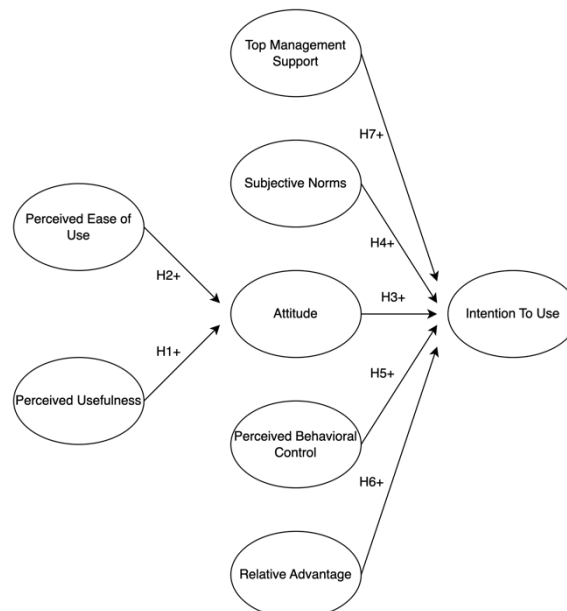 Top Management
Support
H7+
Subjective Norms
Perceived Ease of
Use
H4+
H2+
H3+
Attitude
Intention To Use
H1+
H5+
Perceived Usefulness
Perceived Behavioral
Control
H6+
Relative Advantage